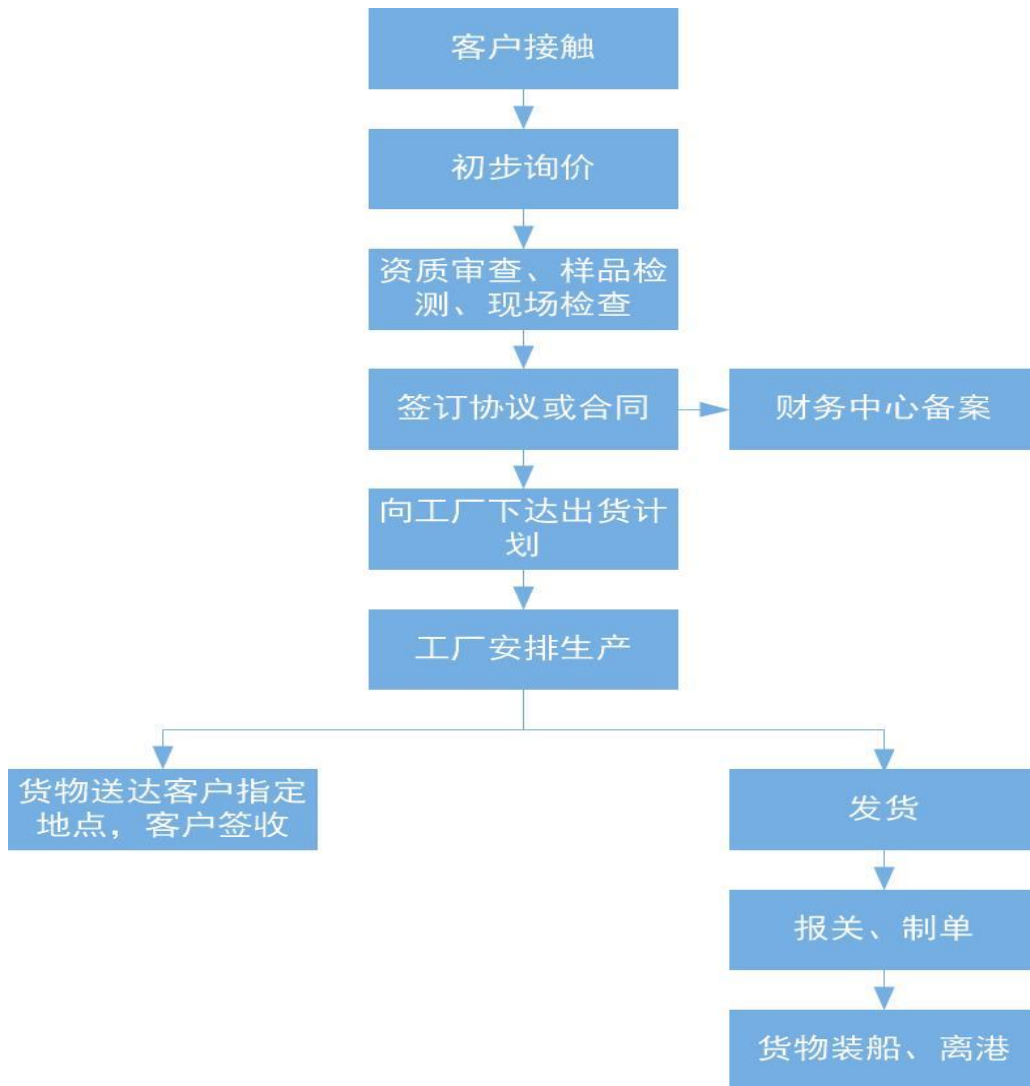 客户接触
初步询价
资质审查、样品检
测、现场检查
签订协议或合同
财务中心备案
向工厂下达出货计
划
工厂安排生产
货物送达客户指定
地点，客户签收
发货
报关、制单
货物装船、离港